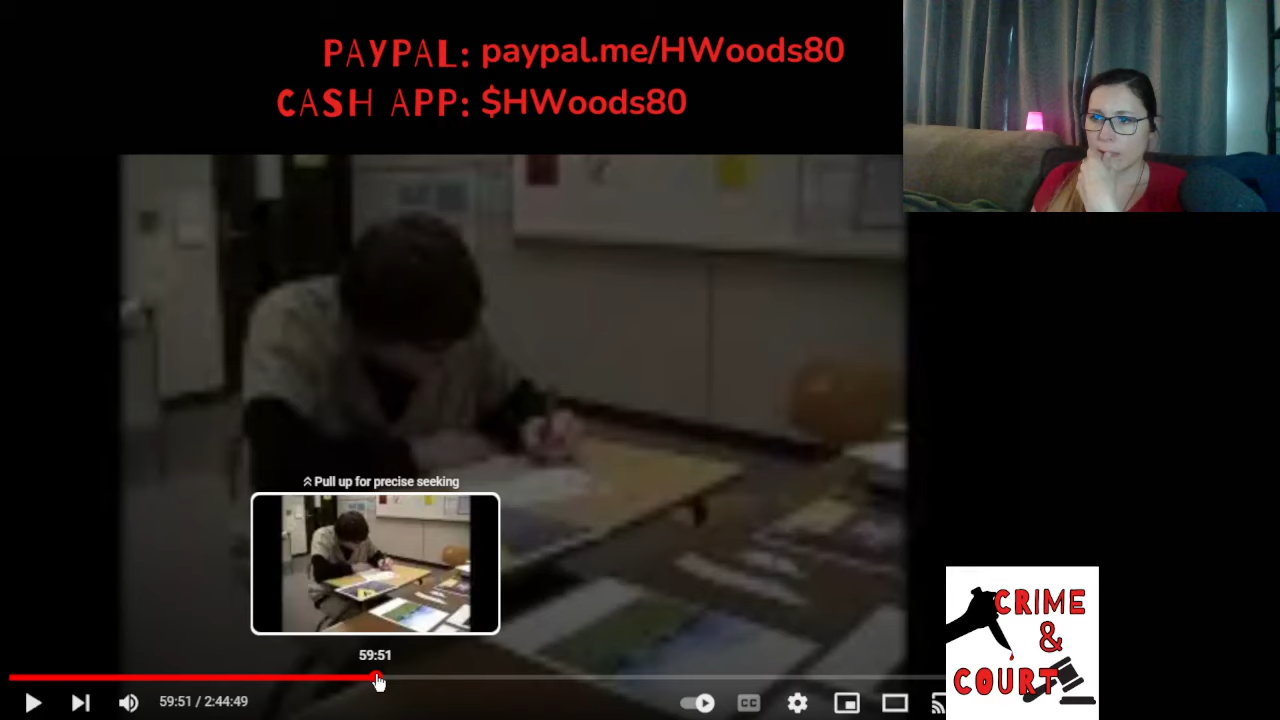 PAYPAL: paypal.me/HWoods80
CASH APP: $HWoods80
Pull up for precise seeking
59:51
59:51 / 2:44:49
CC
CRIME
&
COURT